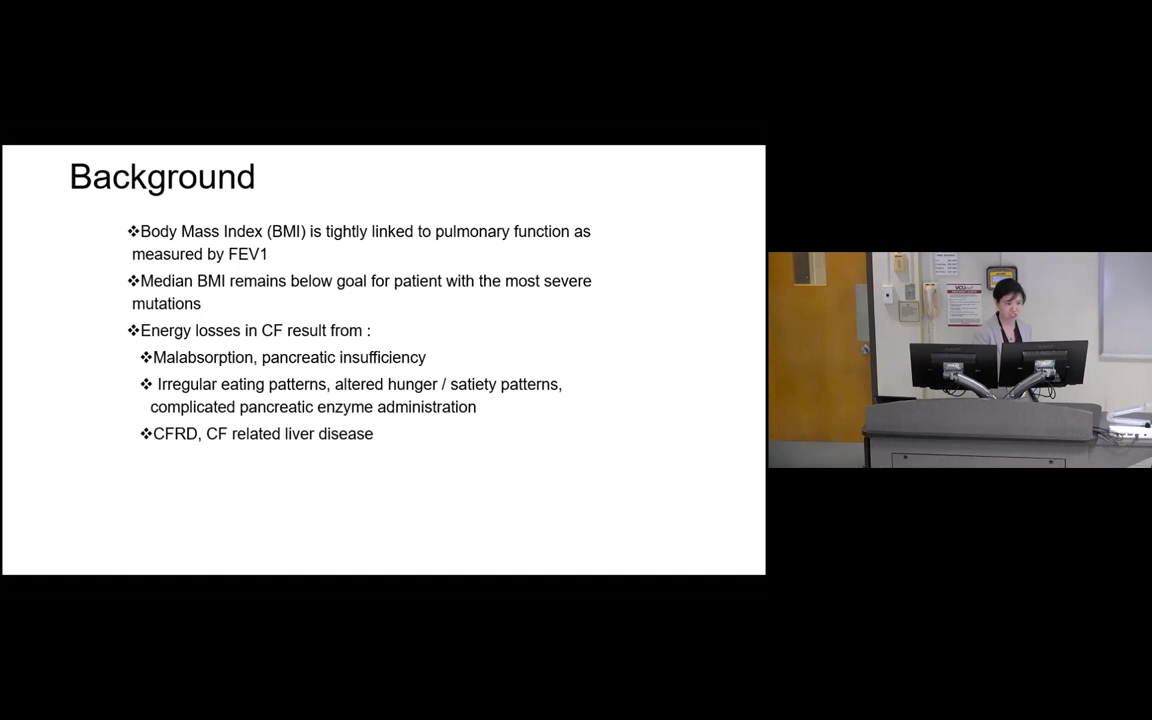 Background
❖Body Mass Index (BMI) is tightly linked to pulmonary function as
measured by FEV1
❖Median BMI remains below goal for patient with the most severe
mutations
❖Energy losses in CF result from :
❖Malabsorption, pancreatic insufficiency
❖ Irregular eating patterns, altered hunger / satiety patterns,
complicated pancreatic enzyme administration
❖CFRD, CF related liver disease
VCU